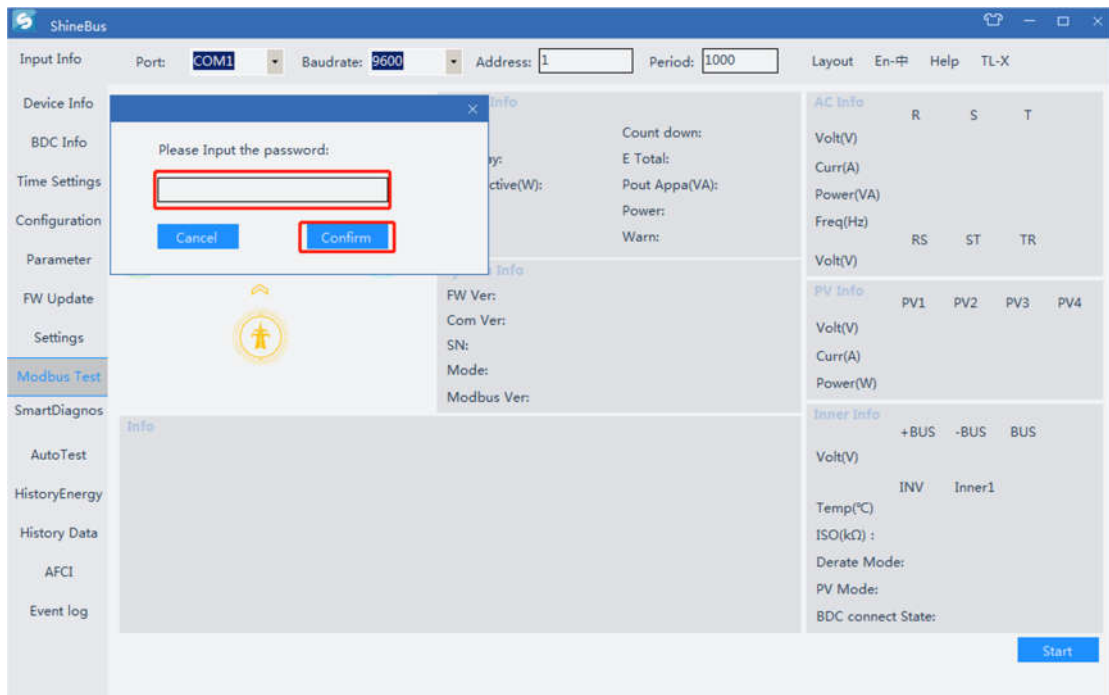 ShineBus
Input Info
Port: COM1 Baudrate: 9600 Address: 1 Period: 1000 Layout En-中 Help TL-X
Device Info
BDC Info
Time Settings
Configuration
Parameter
FW Update
Settings
Modbus Test
SmartDiagnos
AutoTest
HistoryEnergy
History Data
AFCI
Event log
Please Input the password:
Cancel Confirm
Info
Count down:
E Total:
ctive(W): Pout Appa(VA):
Power:
Warn:
Info
FW Ver:
Com Ver:
SN:
Mode:
Modbus Ver:
Info
AC Info
R S T
Volt(V)
Curr(A)
Power(VA)
Freq(Hz)
RS ST TR
Volt(V)
PV Info
PV1 PV2 PV3 PV4
Volt(V)
Curr(A)
Power(W)
Inner Info
+BUS -BUS BUS
Volt(V)
INV Inner1
Temp(℃)
ISO(kΩ) :
Derate Mode:
PV Mode:
BDC connect State:
Start